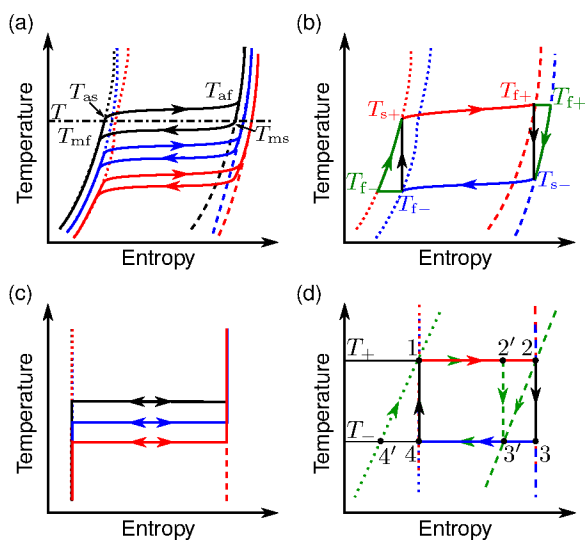 (a)
Temperature
T_as
T_af
T
T_mf
T_ms
Entropy
(b)
Temperature
T_s+
T_f+
T_f+
T_f−
T_f−
T_s−
Entropy
(c)
Temperature
Entropy
(d)
Temperature
T_+
1
2′
2
T_−
4′
4
3′
3
Entropy